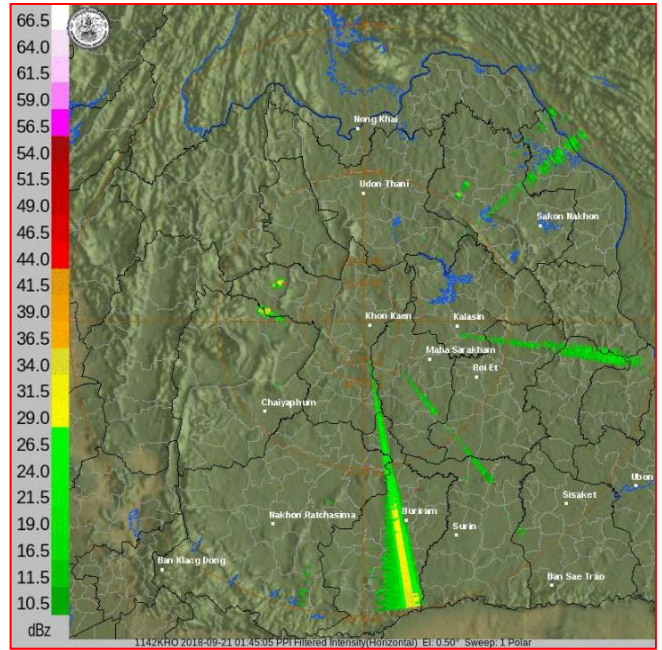 66.5
64.0
61.5
59.0
56.5
54.0
51.5
49.0
46.5
44.0
41.5
39.0
36.5
34.0
31.5
29.0
26.5
24.0
21.5
19.0
16.5
11.5
10.5
dBz
Nong Khai
Udon Thani
Sakon Nakhon
Khon Kaen
Kalasin
Maha Sarakham
Roi Et
Chaiyaphum
Ubon
Sisaket
Nakhon Ratchasima
Buriram
Surin
Ban Klang Dong
Ban Sae Trao
1142KHO 2018-09-21 01:45:05 PPI Filtered Intensity(Horizontal) El: 0.50° Sweep: 1 Polar